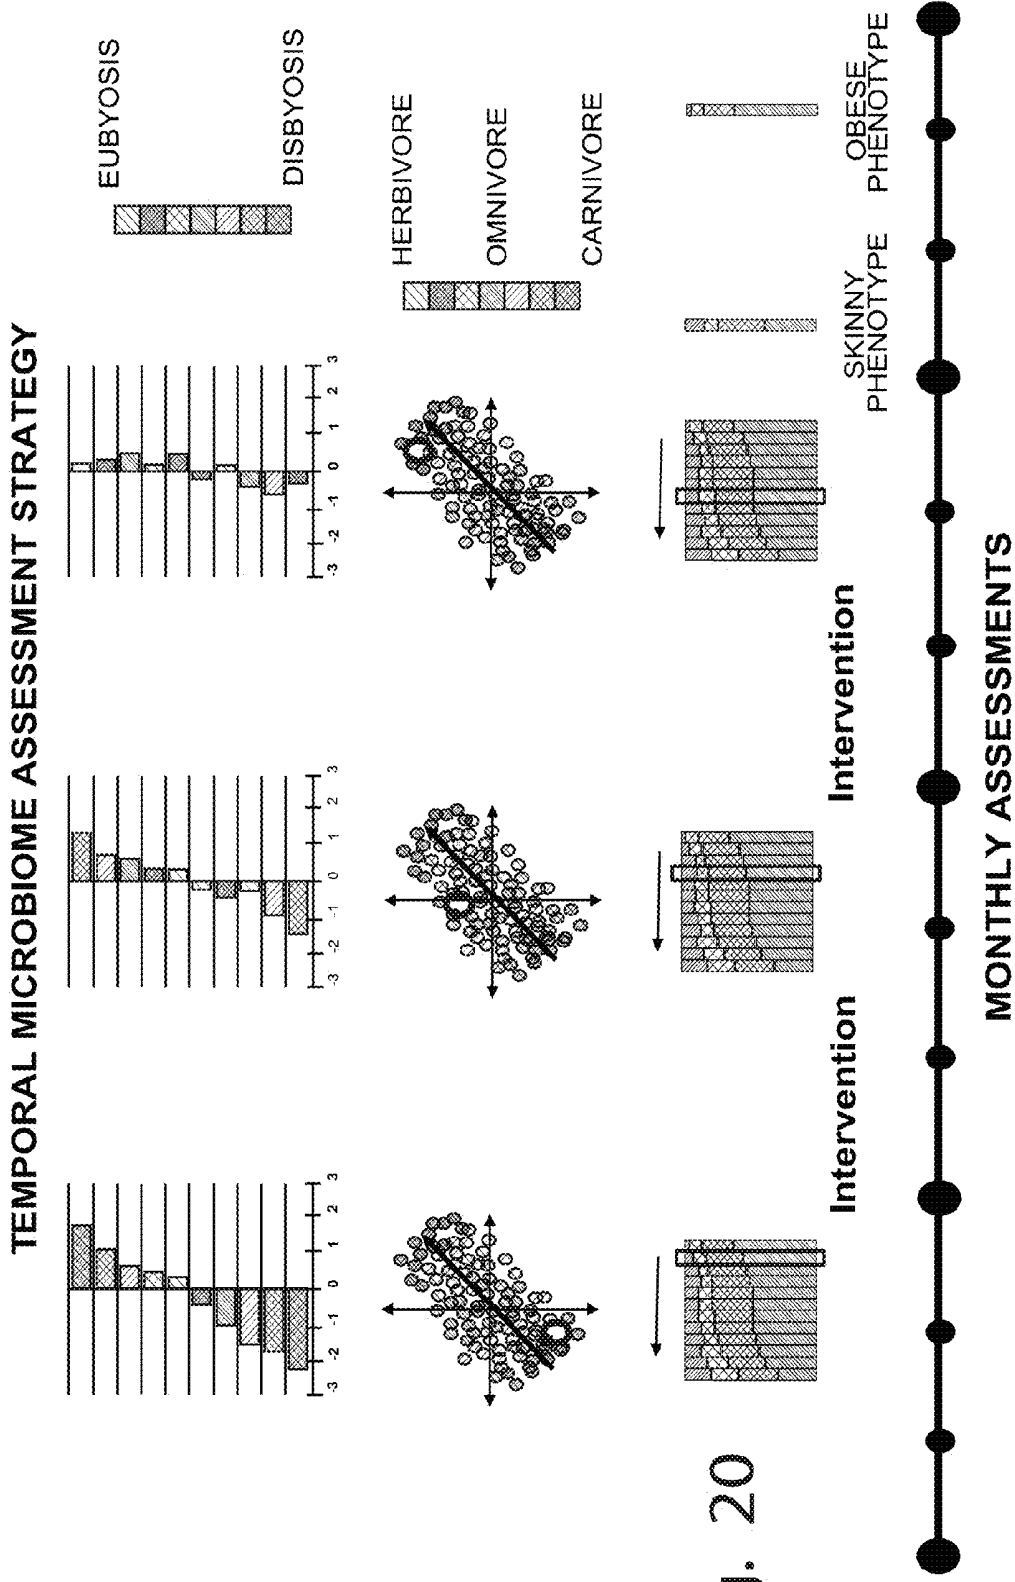 TEMPORAL MICROBIOME ASSESSMENT STRATEGY
-3 -2 -1 0 1 2 3
-3 -2 -1 0 1 2 3
-3 -2 -1 0 1 2 3
EUBYOSIS
DISBYOSIS
HERBIVORE
OMNIVORE
CARNIVORE
SKINNY
PHENOTYPE
OBESE
PHENOTYPE
Intervention
Intervention
MONTHLY ASSESSMENTS
20